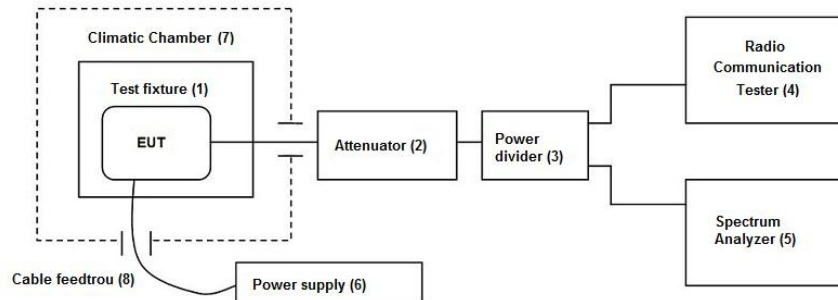 Climatic Chamber (7)
Test fixture (1)
EUT
Attenuator (2)
Power
divider (3)
Radio
Communication
Tester (4)
Spectrum
Analyzer (5)
Cable feedtrou (8)
Power supply (6)